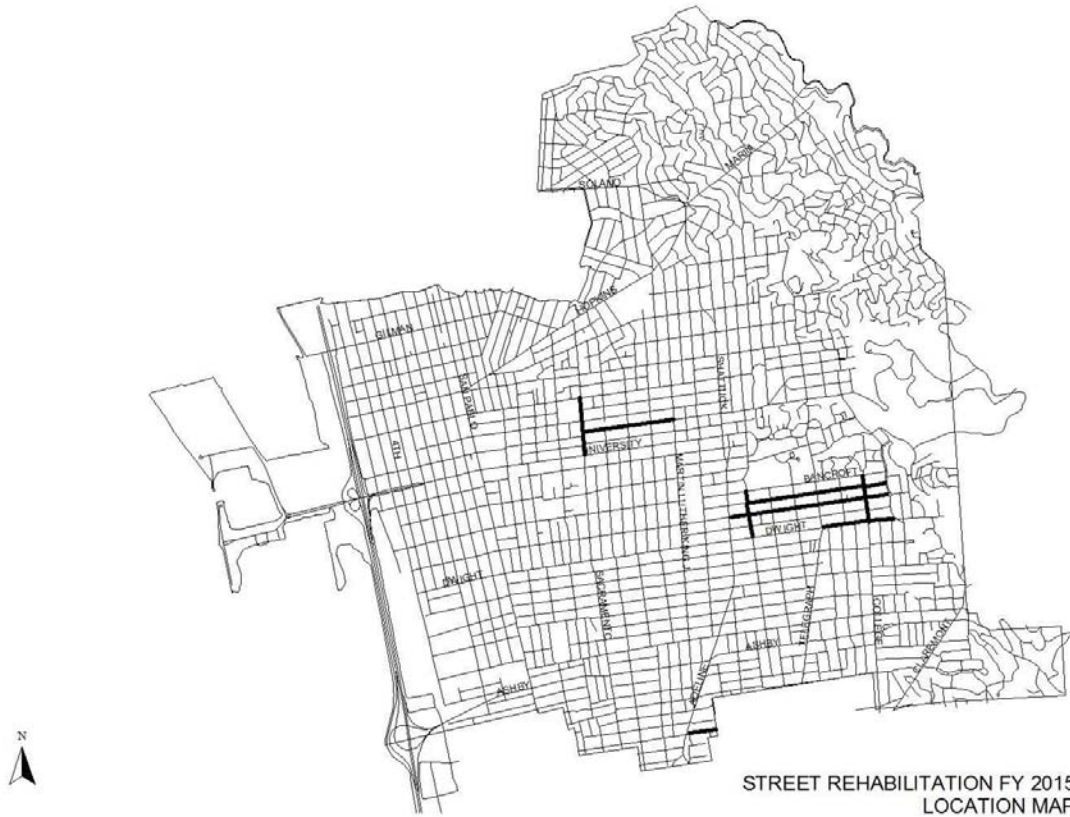 MARIN
SOLANO
HOPKINS
GILMAN
SHATTUCK
SAN PABLO
4TH
UNIVERSITY
MARTIN LUTHER KING J
BANCROFT
DWIGHT
DWIGHT
SACRAMENTO
TELEGRAPH
COLLEGE
CLAREMONT
ASHBY
ADELINE
ASHBY
N
STREET REHABILITATION FY 2015
LOCATION MAP